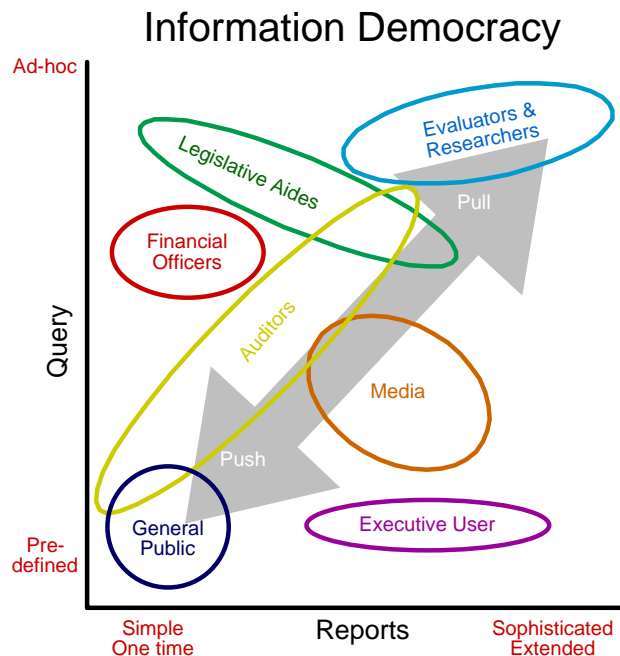 Information Democracy
Ad-hoc
Evaluators &
Researchers
Legislative Aides
Pull
Financial
Officers
Auditors
Query
Media
Push
General
Public
Executive User
Pre-
defined
Simple
One time
Reports
Sophisticated
Extended